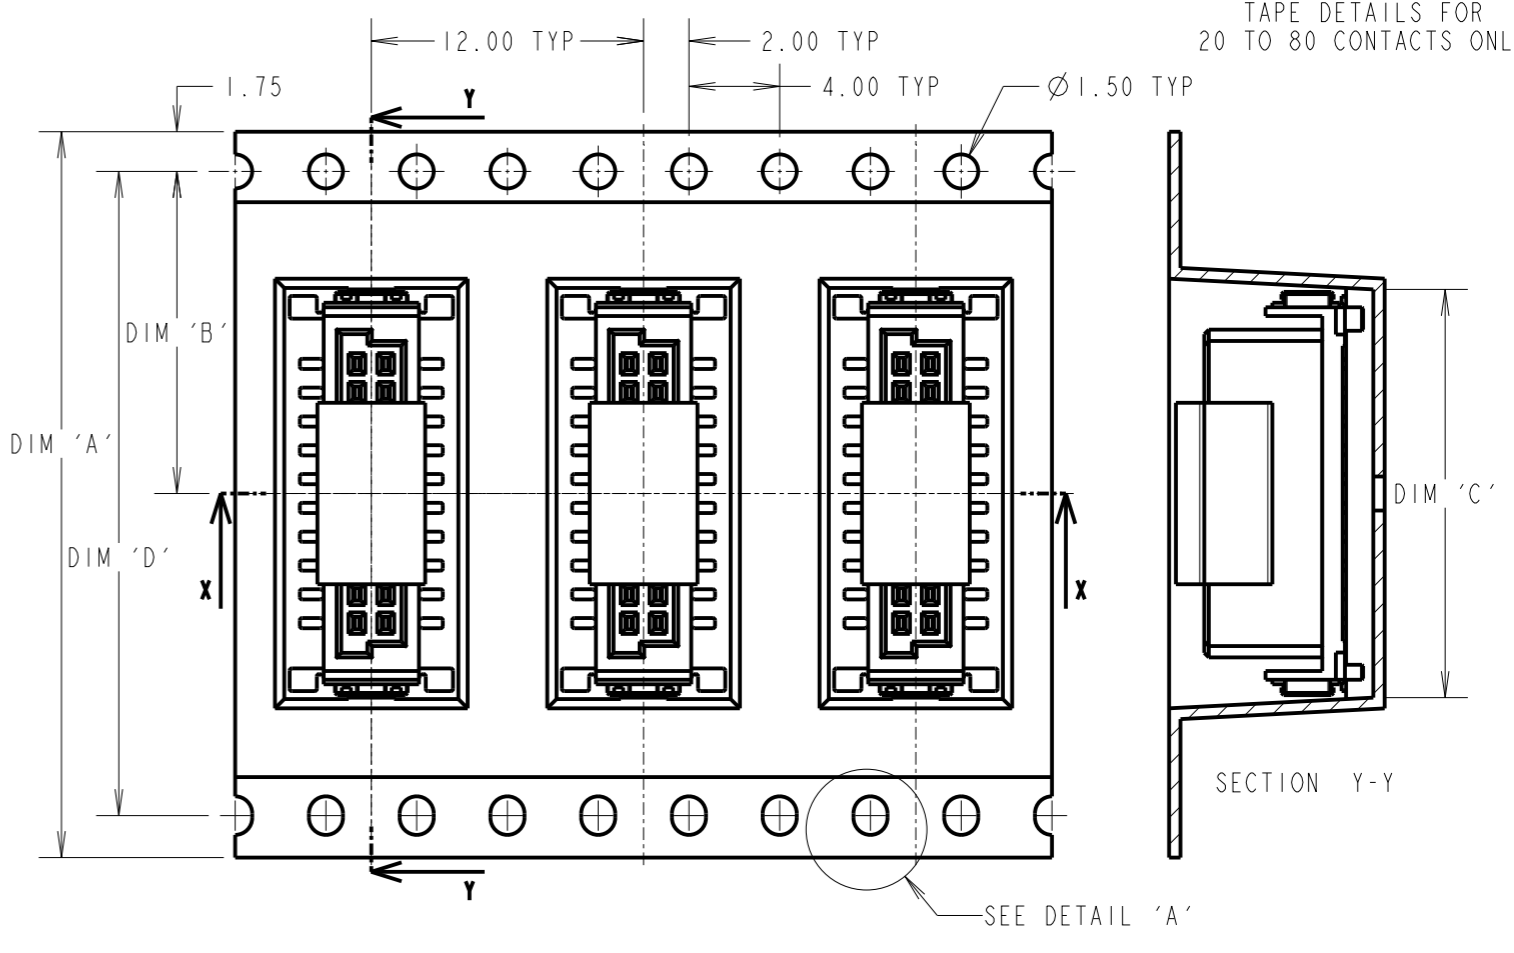 TAPE DETAILS FOR
20 TO 80 CONTACTS ONL
12.00 TYP
2.00 TYP
1.75
4.00 TYP
Ø1.50 TYP
Y
DIM 'B'
DIM 'A'
DIM 'C'
DIM 'D'
X
X
SECTION Y-Y
Y
SEE DETAIL 'A'